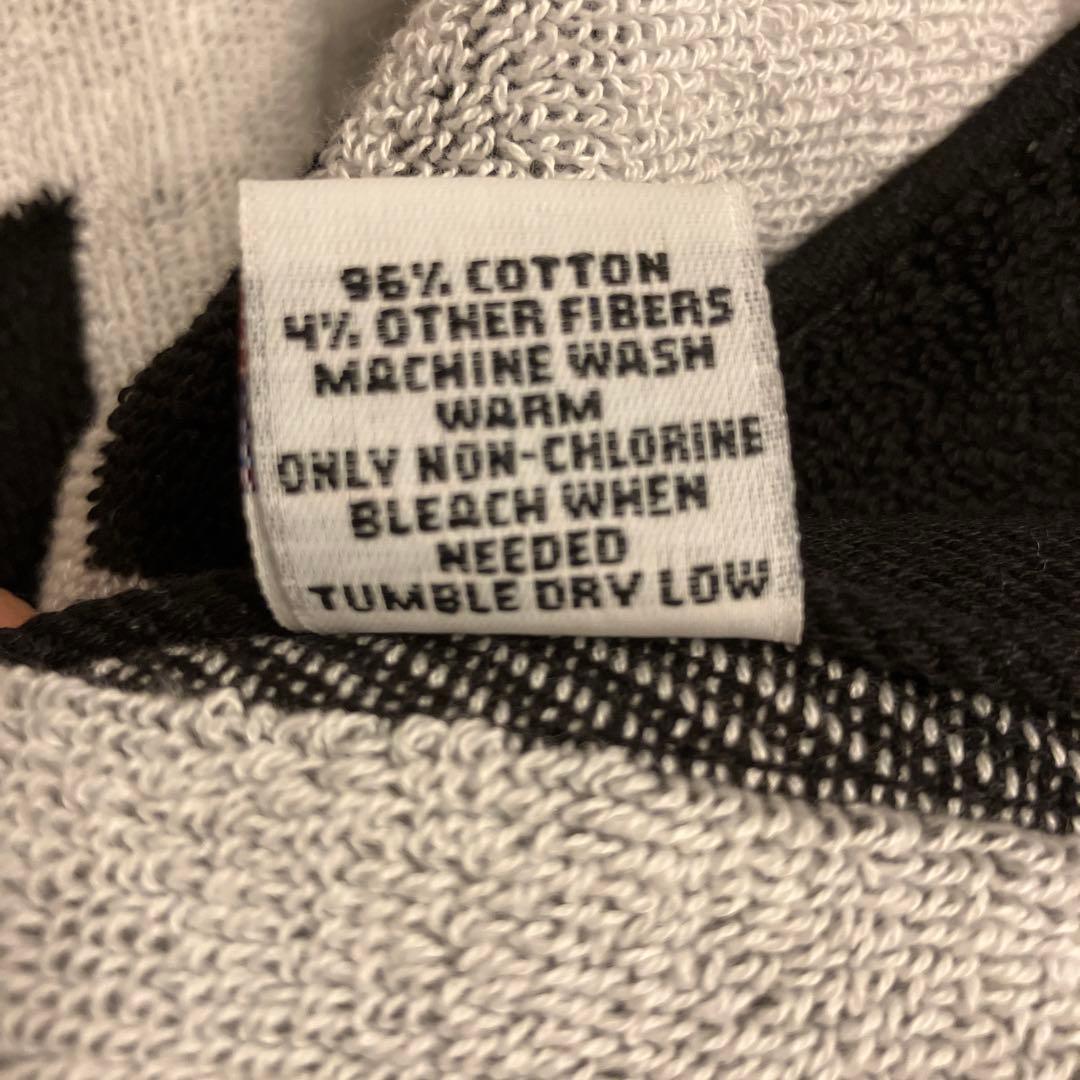 96% COTTON
4% OTHER FIBERS
MACHINE WASH
WARM
ONLY NON-CHLORINE
BLEACH WHEN
NEEDED
TUMBLE DRY LOW